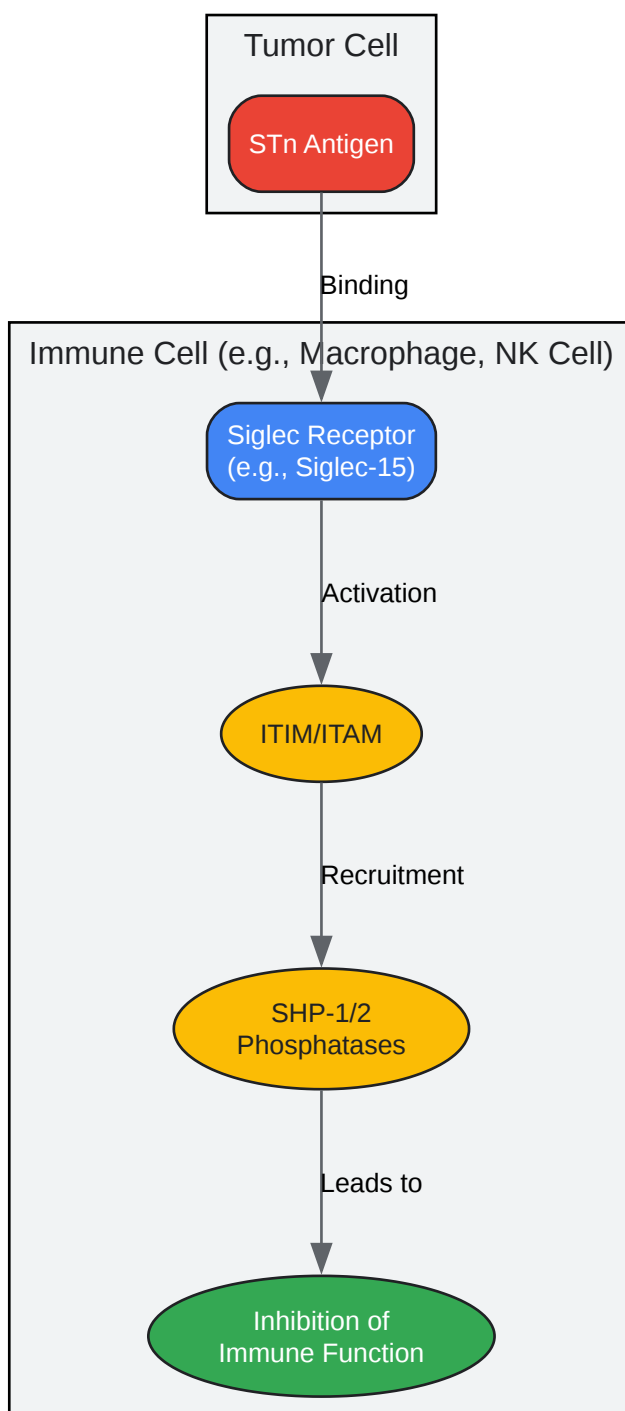 Tumor Cell
STn Antigen
Binding
Immune Cell (e.g., Macrophage, NK Cell)
Siglec Receptor
(e.g., Siglec-15)
Activation
ITIM/ITAM
Recruitment
SHP-1/2
Phosphatases
Leads to
Inhibition of
Immune Function